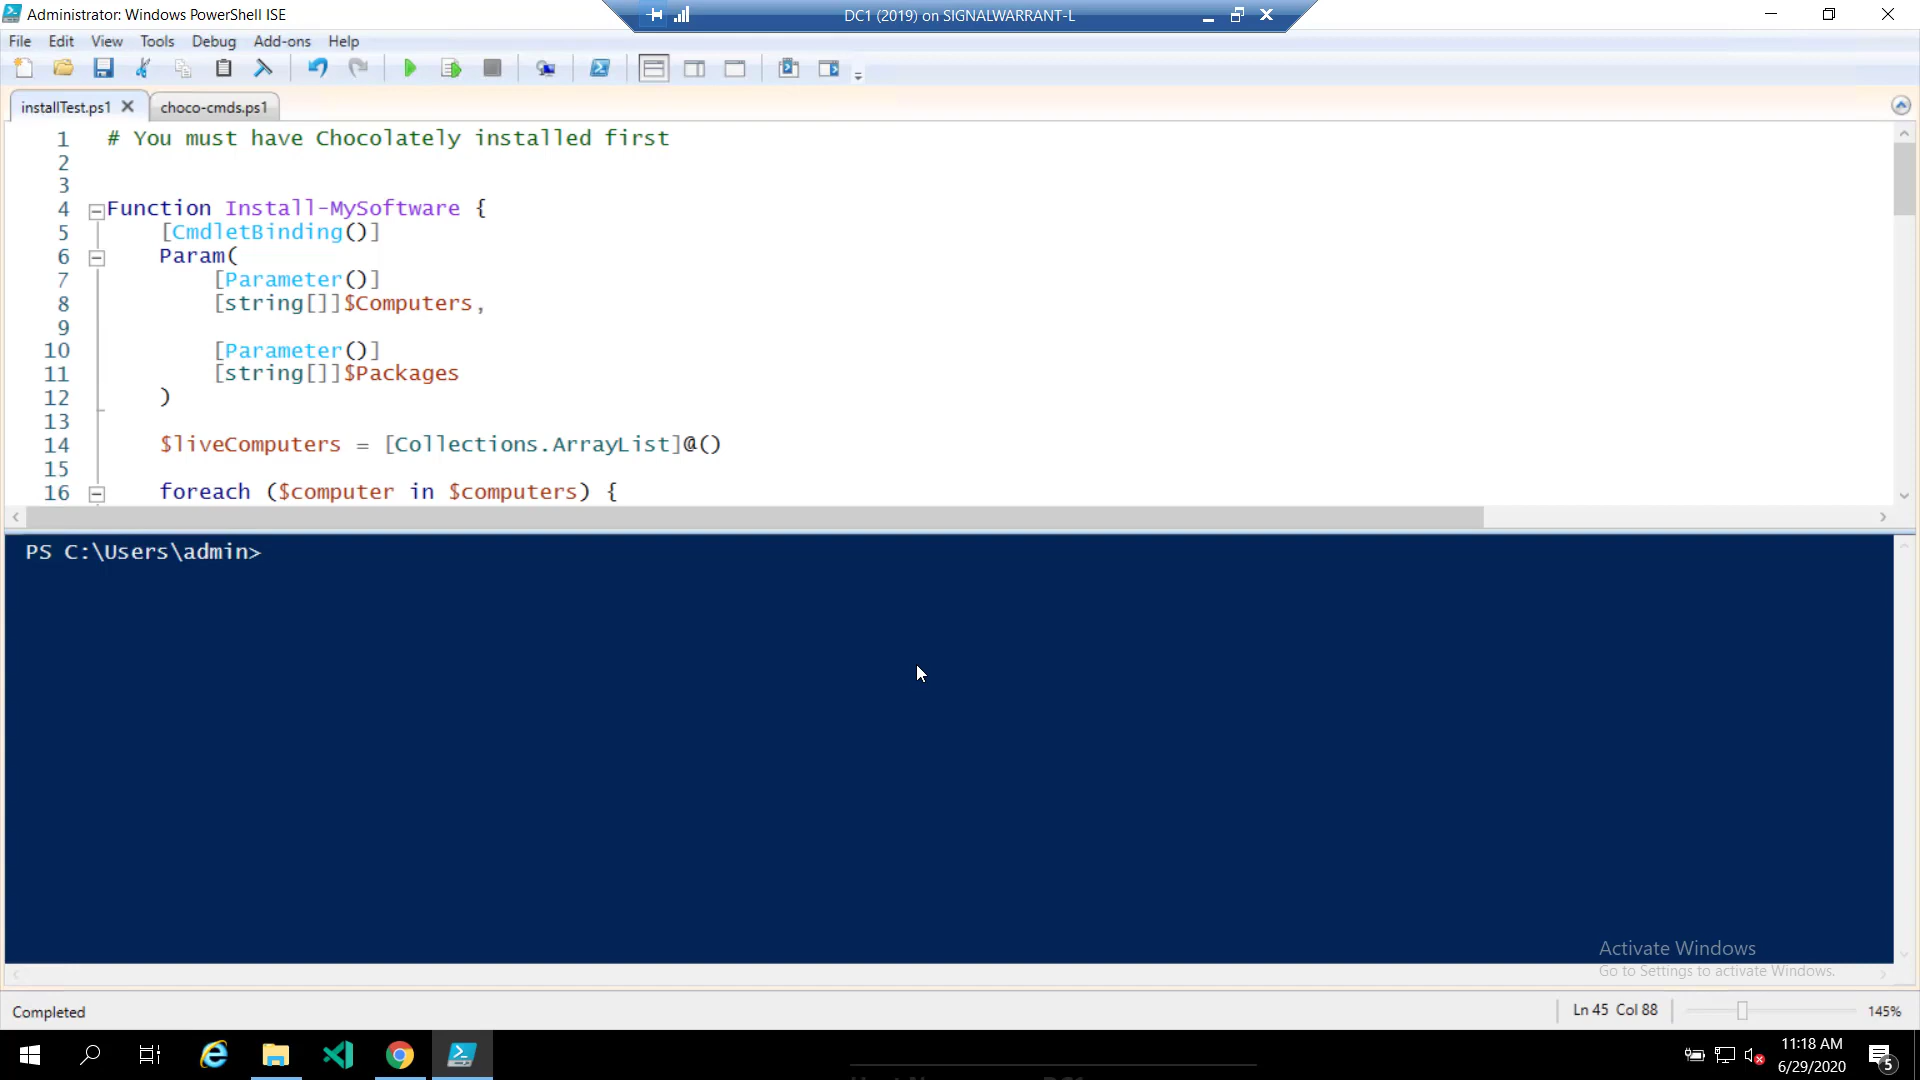 Administrator: Windows PowerShell ISE
DC1 (2019) on SIGNALWARRANT-L
File Edit View Tools Debug Add-ons Help
installTest.ps1 choco-cmds.ps1
1 # You must have Chocolately installed first
2
3
4 Function Install-MySoftware {
5 [CmdletBinding()]
6 Param(
7 [Parameter()]
8 [string[]]$Computers,
9
10 [Parameter()]
11 [string[]]$Packages
12 )
13
14 $liveComputers = [Collections.ArrayList]@()
15
16 foreach ($computer in $computers) {
PS C:\Users\admin>
Activate Windows
Go to Settings to activate Windows.
Completed
Ln 45 Col 88
145%
11:18 AM
6/29/2020
5